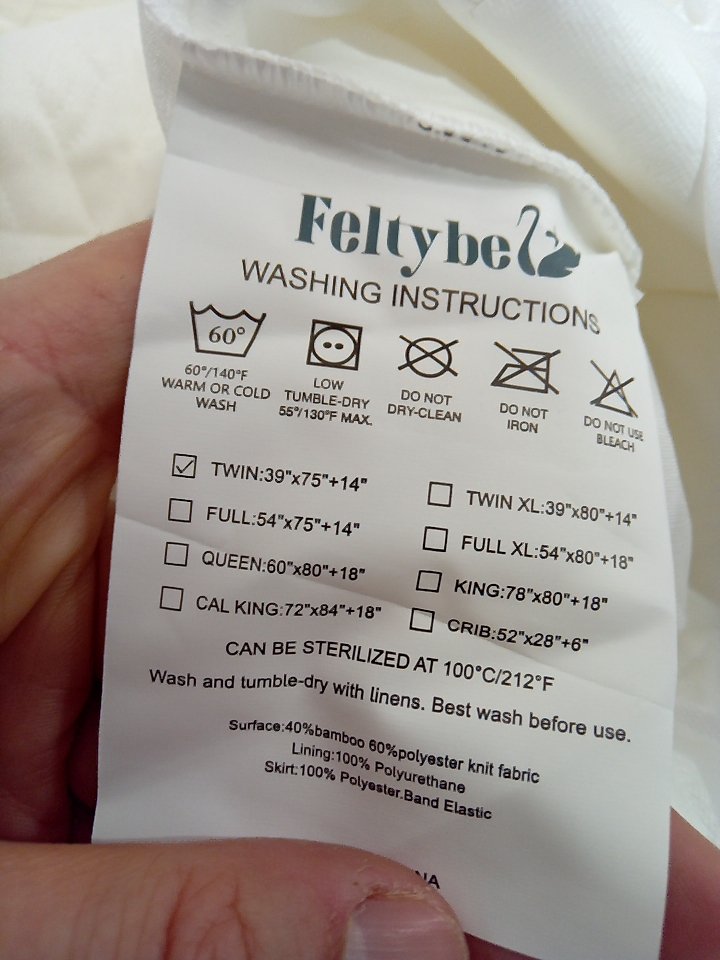 Feltybe
WASHING INSTRUCTIONS
60°
60°/140°F
WARM OR COLD
WASH
LOW
TUMBLE-DRY
55°/130°F MAX.
DO NOT
DRY-CLEAN
DO NOT
IRON
DO NOT USE
BLEACH
TWIN:39"x75"+14"
FULL:54"x75"+14"
QUEEN:60"x80"+18"
CAL KING:72"x84"+18"
TWIN XL:39"x80"+14"
FULL XL:54"x80"+18"
KING:78"x80"+18"
CRIB:52"x28"+6"
CAN BE STERILIZED AT 100°C/212°F
Wash and tumble-dry with linens. Best wash before use.
Surface:40%bamboo 60%polyester knit fabric
Lining:100% Polyurethane
Skirt:100% Polyester.Band Elastic